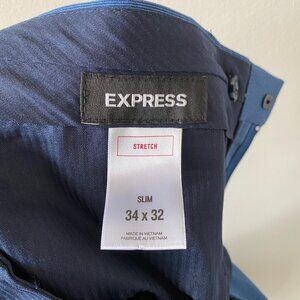 EXPRESS
STRETCH
SLIM
34 x 32
MADE IN VIETNAM
FABRIQUÉ AU VIETNAM